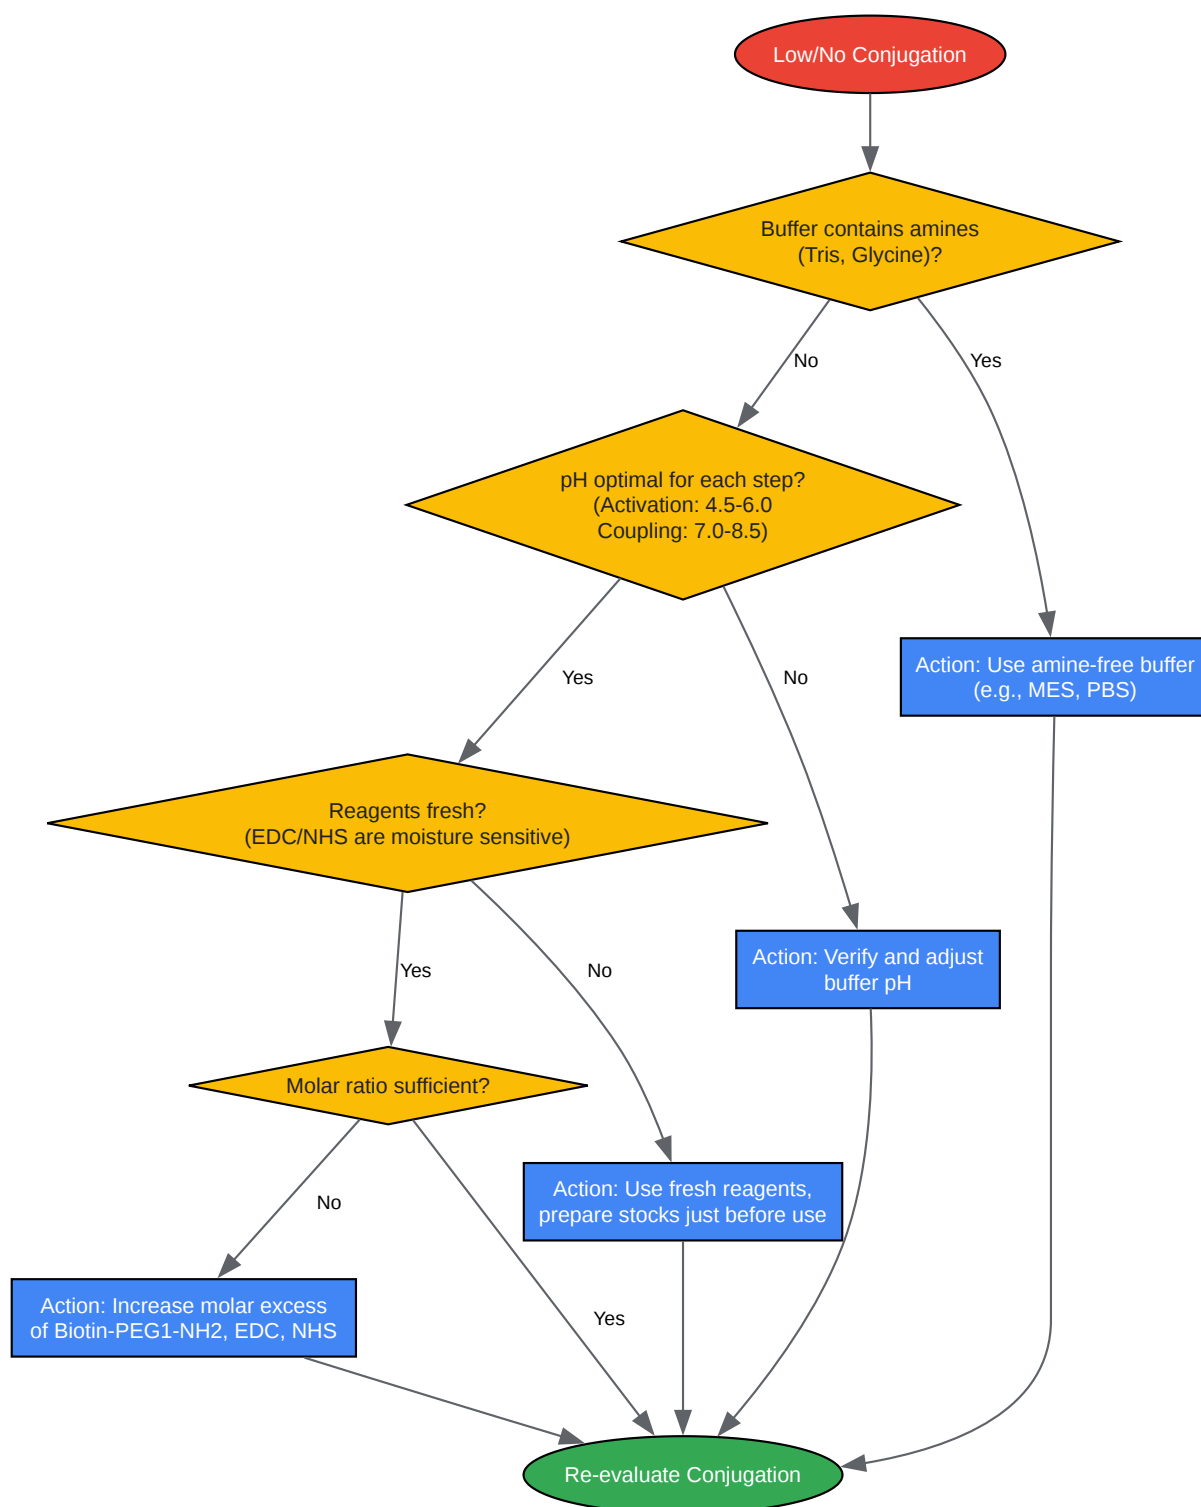 Low/No Conjugation
Buffer contains amines
(Tris, Glycine)?
No
Yes
pH optimal for each step?
(Activation: 4.5-6.0
Coupling: 7.0-8.5)
Yes
No
Action: Use amine-free buffer
(e.g., MES, PBS)
Reagents fresh?
(EDC/NHS are moisture sensitive)
Yes
No
Action: Verify and adjust
buffer pH
Molar ratio sufficient?
No
Yes
Action: Use fresh reagents,
prepare stocks just before use
Action: Increase molar excess
of Biotin-PEG1-NH2, EDC, NHS
Re-evaluate Conjugation